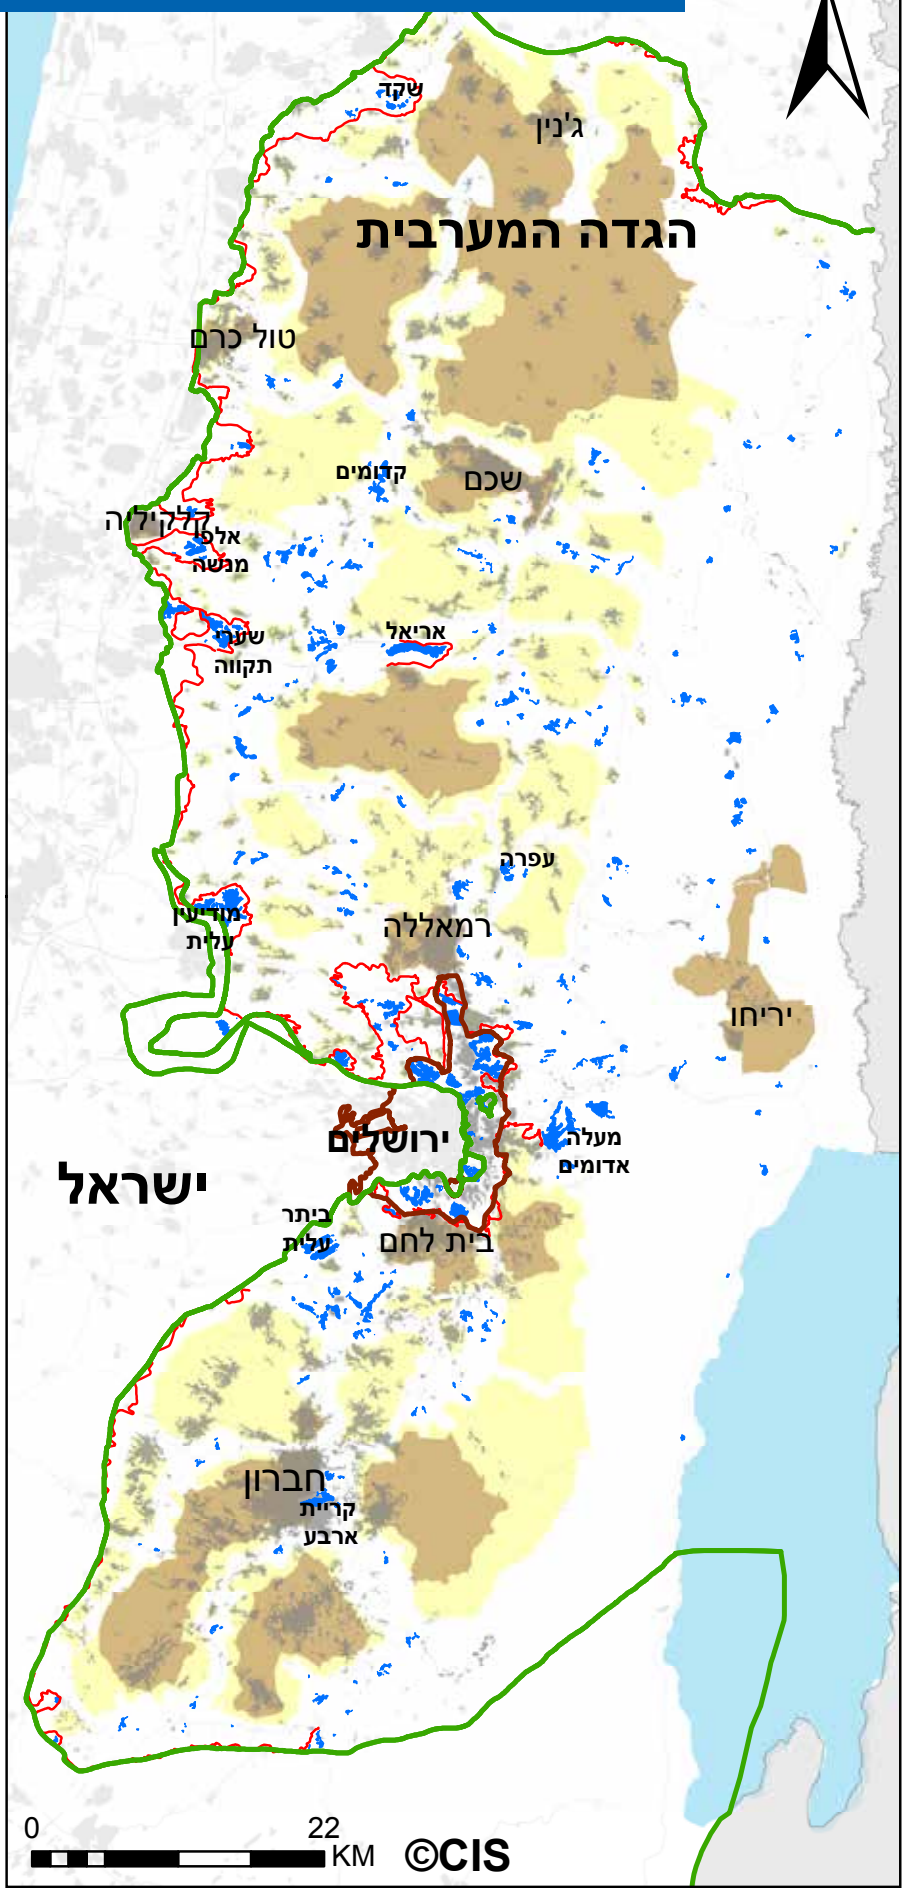 שקד
ג'נין
הגדה המערבית
טול כרם
קדומים
שכם
קלקיליה
אלפי
מנשה
אריאל
שערי
תקווה
עפרה
מודיעין
עלית
רמאללה
יריחו
ירושלים
מעלה
אדומים
ישראל
ביתר
עלית
בית לחם
חברון
קריית
ארבע
0 22
KM ©CIS